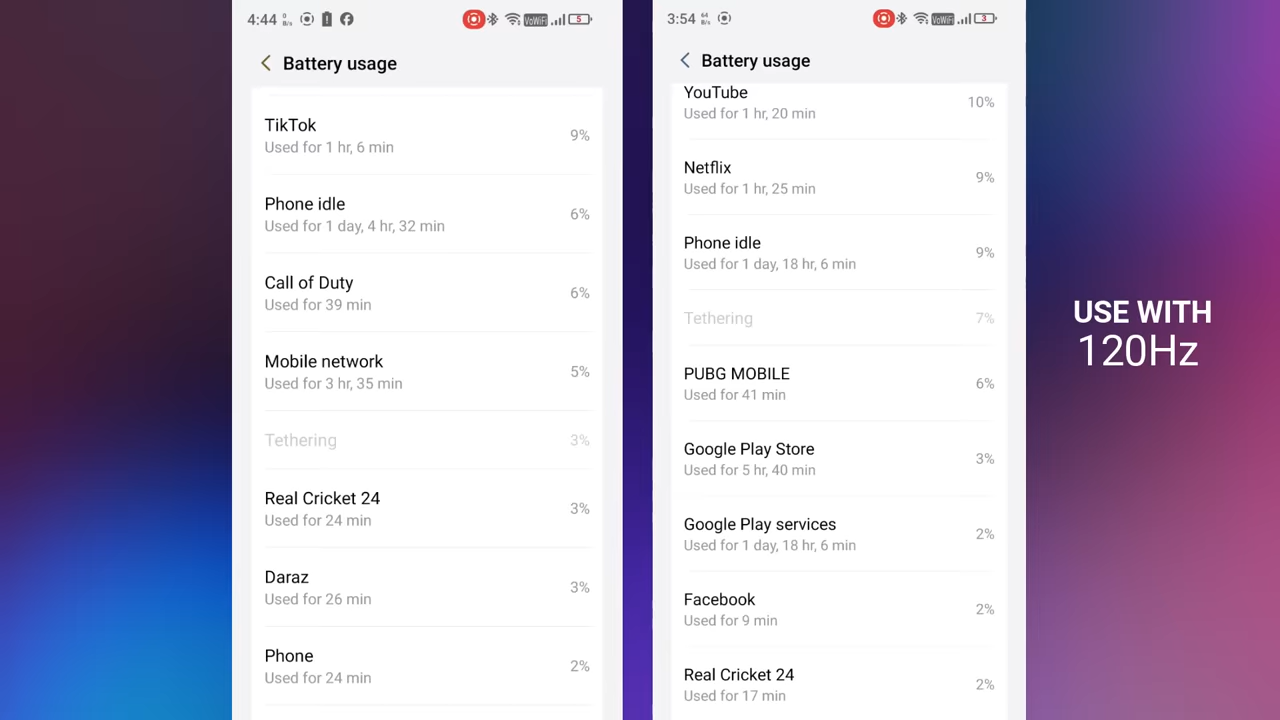 4:44 0 B/s VoWiFi 5
Battery usage
TikTok
Used for 1 hr, 6 min
9%
Phone idle
Used for 1 day, 4 hr, 32 min
6%
Call of Duty
Used for 39 min
6%
Mobile network
Used for 3 hr, 35 min
5%
Tethering
3%
Real Cricket 24
Used for 24 min
3%
Daraz
Used for 26 min
3%
Phone
Used for 24 min
2%
3:54 64 B/s VoWiFi 3
Battery usage
YouTube
Used for 1 hr, 20 min
10%
Netflix
Used for 1 hr, 25 min
9%
Phone idle
Used for 1 day, 18 hr, 6 min
9%
Tethering
7%
PUBG MOBILE
Used for 41 min
6%
Google Play Store
Used for 5 hr, 40 min
3%
Google Play services
Used for 1 day, 18 hr, 6 min
2%
Facebook
Used for 9 min
2%
Real Cricket 24
Used for 17 min
2%
USE WITH
120Hz